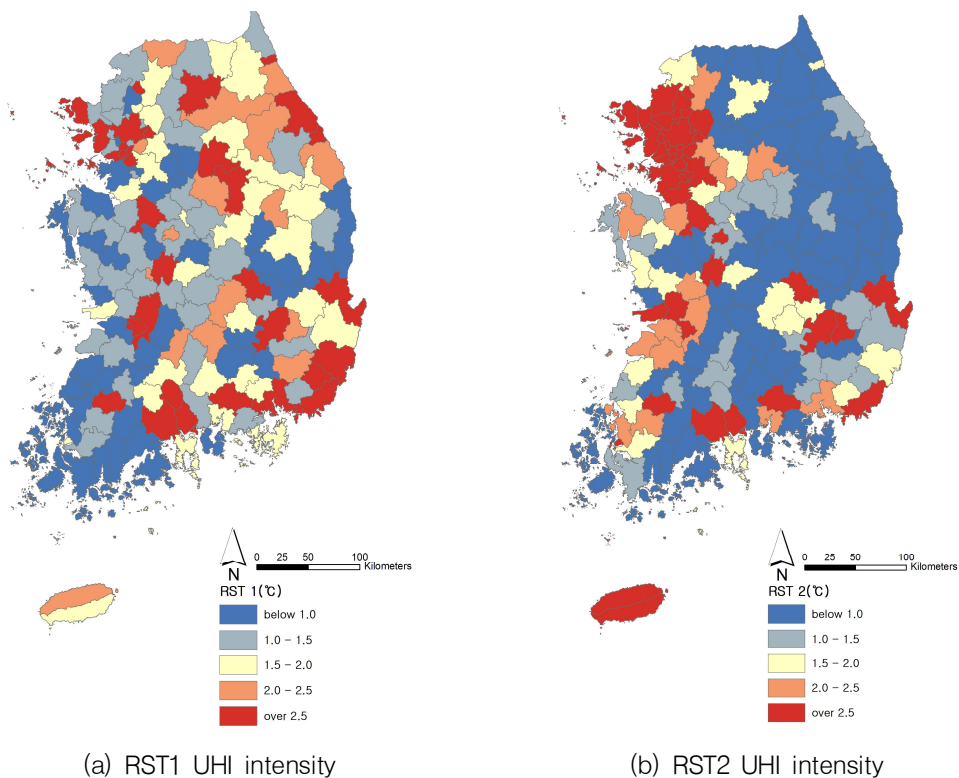 N
0 25 50 100
Kilometers
RST 1(℃)
below 1.0
1.0 - 1.5
1.5 - 2.0
2.0 - 2.5
over 2.5
(a) RST1 UHI intensity
N
0 25 50 100
Kilometers
RST 2(℃)
below 1.0
1.0 - 1.5
1.5 - 2.0
2.0 - 2.5
over 2.5
(b) RST2 UHI intensity